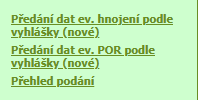 Předání dat ev. hnojení podle
vyhlášky (nové)
Předání dat ev. POR podle
vyhlášky (nové)
Přehled podání